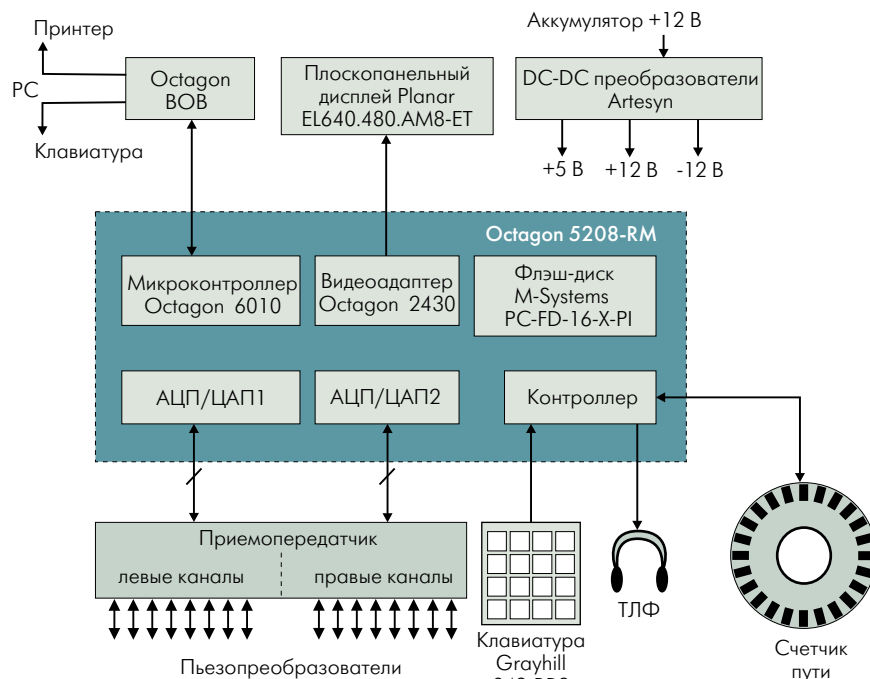 Принтер
PC
Клавиатура
Octagon
BOB
Плоскопанельный
дисплей Planar
EL640.480.AM8-ET
Аккумулятор +12 В
DC-DC преобразователи
Artesyn
+5 В
+12 В
-12 В
Octagon 5208-RM
Микроконтроллер
Octagon 6010
Видеоадаптер
Octagon 2430
Флэш-диск
M-Systems
PC-FD-16-X-PI
АЦП/ЦАП1
АЦП/ЦАП2
Контроллер
Приемопередатчик
левые каналы
правые каналы
Пьезопреобразователи
Клавиатура
Grayhill
ТЛФ
Счетчик
пути